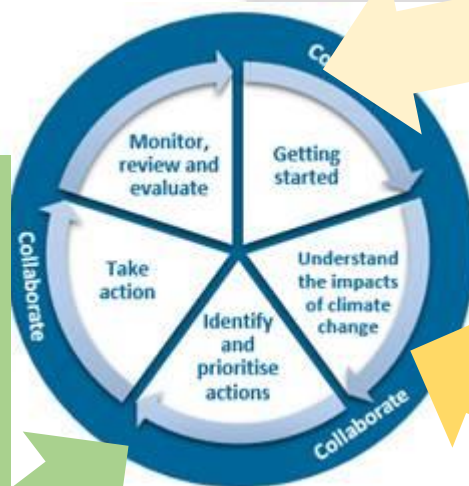 Getting
started
Understand
the impacts
of climate
change
Identify
and
prioritise
actions
Take
action
Monitor,
review and
evaluate
Collaborate
Collaborate